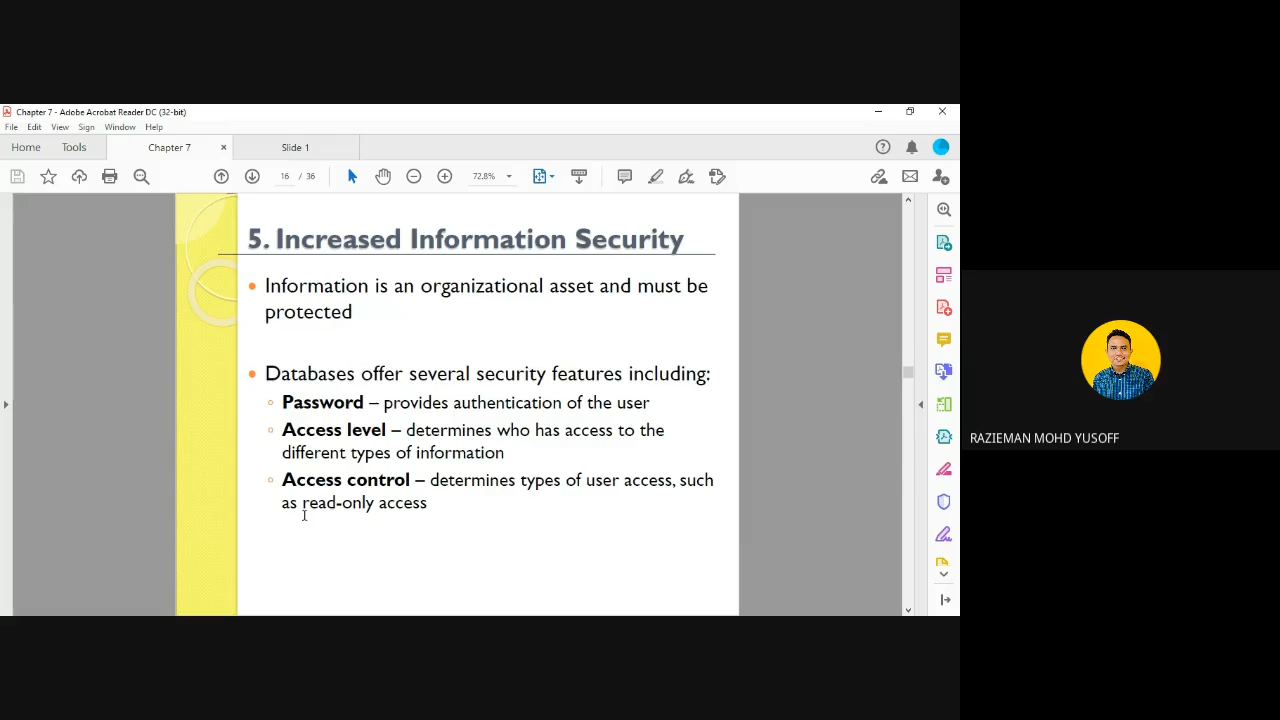 Chapter 7 - Adobe Acrobat Reader DC (32-bit)
File Edit View Sign Window Help
Home Tools Chapter 7 × Slide 1
16 / 36 72.8%
5. Increased Information Security
Information is an organizational asset and must be
protected
Databases offer several security features including:
Password – provides authentication of the user
Access level – determines who has access to the
different types of information
Access control – determines types of user access, such
as read-only access
RAZIEMAN MOHD YUSOFF